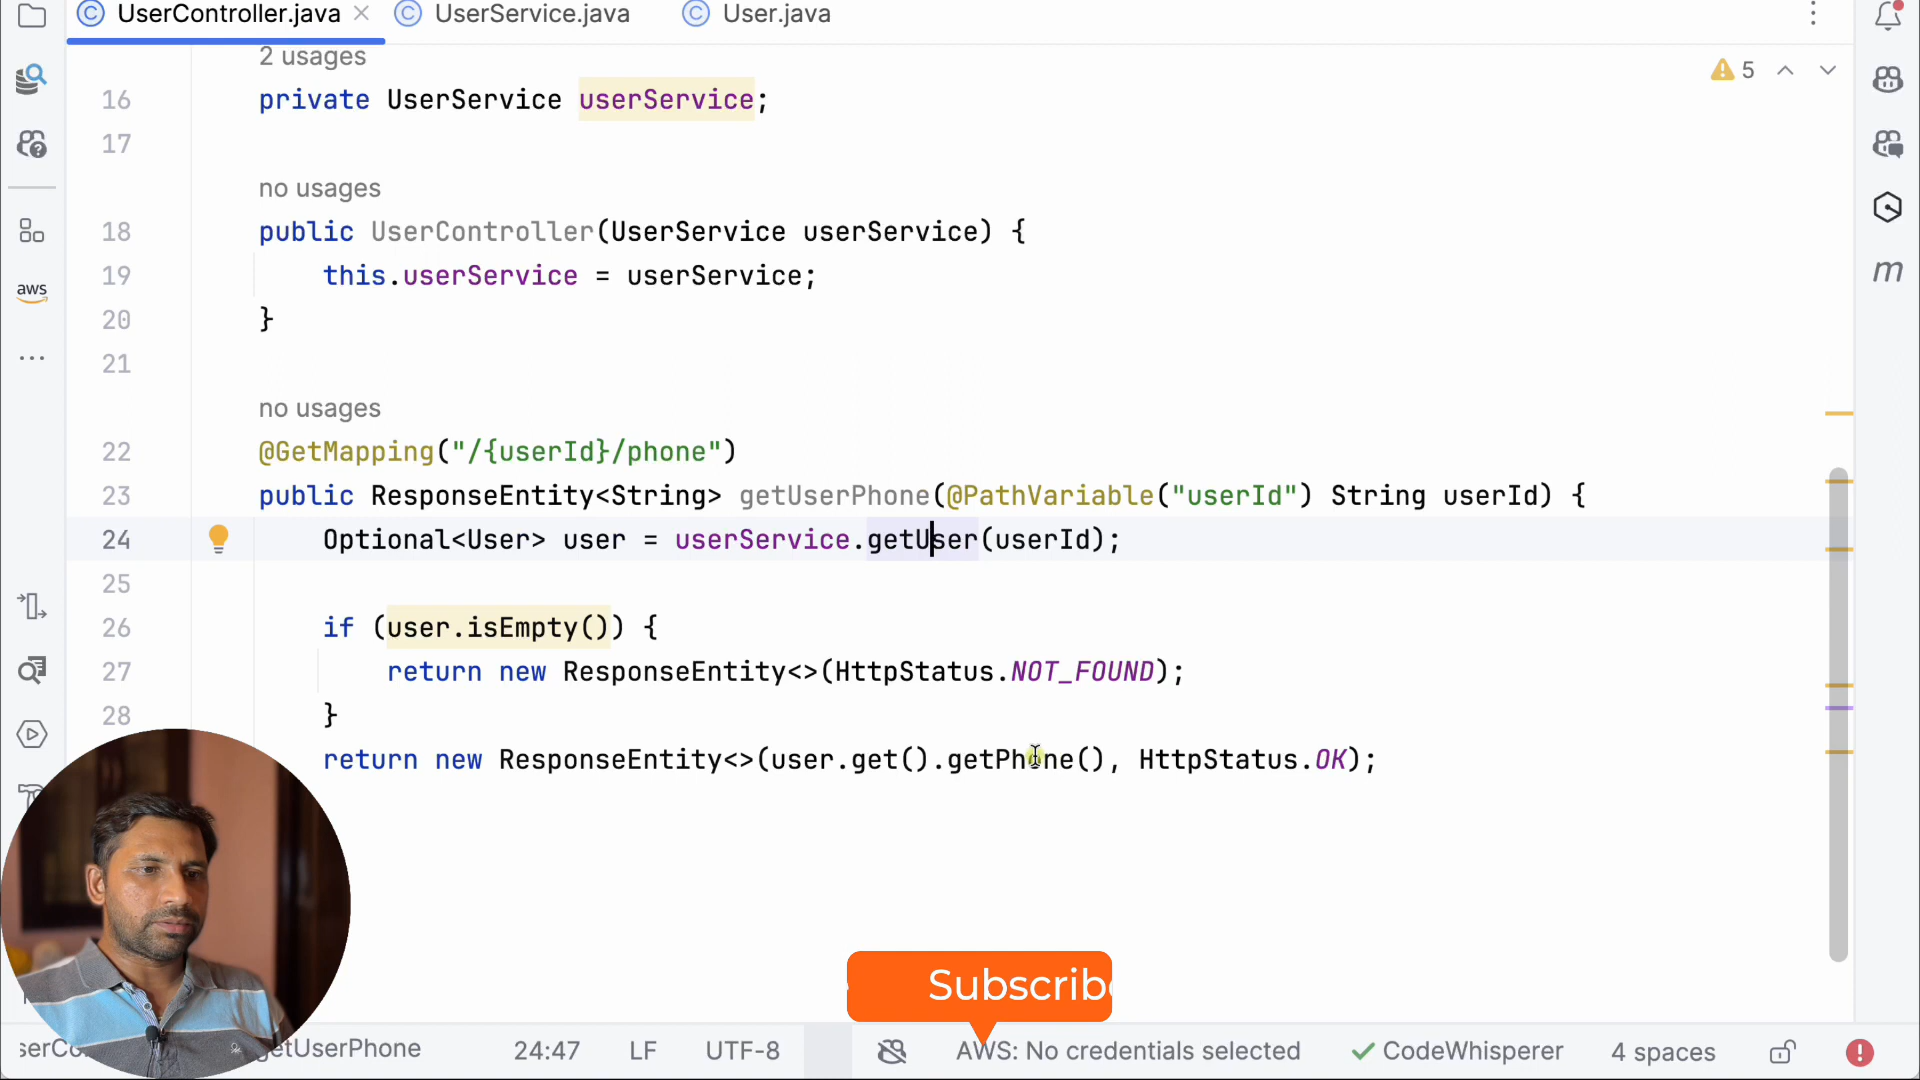 UserController.java
UserService.java
User.java
2 usages
5
16 private UserService userService;
17
no usages
18 public UserController(UserService userService) {
19 this.userService = userService;
20 }
21
no usages
22 @GetMapping("/{userId}/phone")
23 public ResponseEntity<String> getUserPhone(@PathVariable("userId") String userId) {
24 Optional<User> user = userService.getUser(userId);
25
26 if (user.isEmpty()) {
27 return new ResponseEntity<>(HttpStatus.NOT_FOUND);
28 }
return new ResponseEntity<>(user.get().getPhone(), HttpStatus.OK);
aws
m
Subscribe
getUserPhone
24:47
LF
UTF-8
AWS: No credentials selected
CodeWhisperer
4 spaces